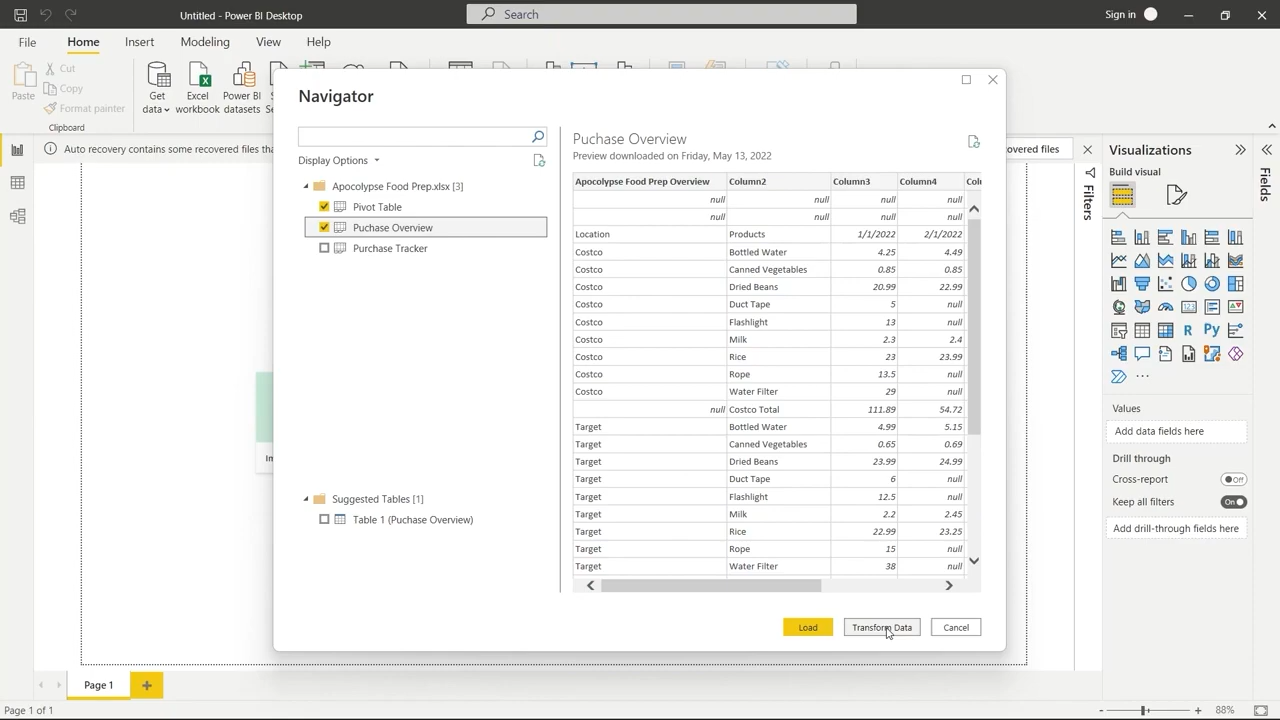 Untitled - Power BI Desktop
Search
Sign in
File
Home
Insert
Modeling
View
Help
Paste
Cut
Copy
Format painter
Clipboard
Get
data
Excel
workbook
Power BI
datasets
Auto recovery contains some recovered files
overed files
Navigator
Display Options
Apocolypse Food Prep.xlsx [3]
Pivot Table
Puchase Overview
Purchase Tracker
Suggested Tables [1]
Table 1 (Puchase Overview)
Puchase Overview
Preview downloaded on Friday, May 13, 2022
Apocolypse Food Prep Overview Column2 Column3 Column4
null null null null
null null null null
Location Products 1/1/2022 2/1/2022
Costco Bottled Water 4.25 4.49
Costco Canned Vegetables 0.85 0.85
Costco Dried Beans 20.99 22.99
Costco Duct Tape 5 null
Costco Flashlight 13 null
Costco Milk 2.3 2.4
Costco Rice 23 23.99
Costco Rope 13.5 null
Costco Water Filter 29 null
null Costco Total 111.89 54.72
Target Bottled Water 4.99 5.15
Target Canned Vegetables 0.65 0.69
Target Dried Beans 23.99 24.99
Target Duct Tape 6 null
Target Flashlight 12.5 null
Target Milk 2.2 2.45
Target Rice 22.99 23.25
Target Rope 15 null
Target Water Filter 38 null
Load
Transform Data
Cancel
Filters
Visualizations
Build visual
R
Py
123
Values
Add data fields here
Drill through
Cross-report
Off
Keep all filters
On
Add drill-through fields here
Fields
Page 1
Page 1 of 1
88%